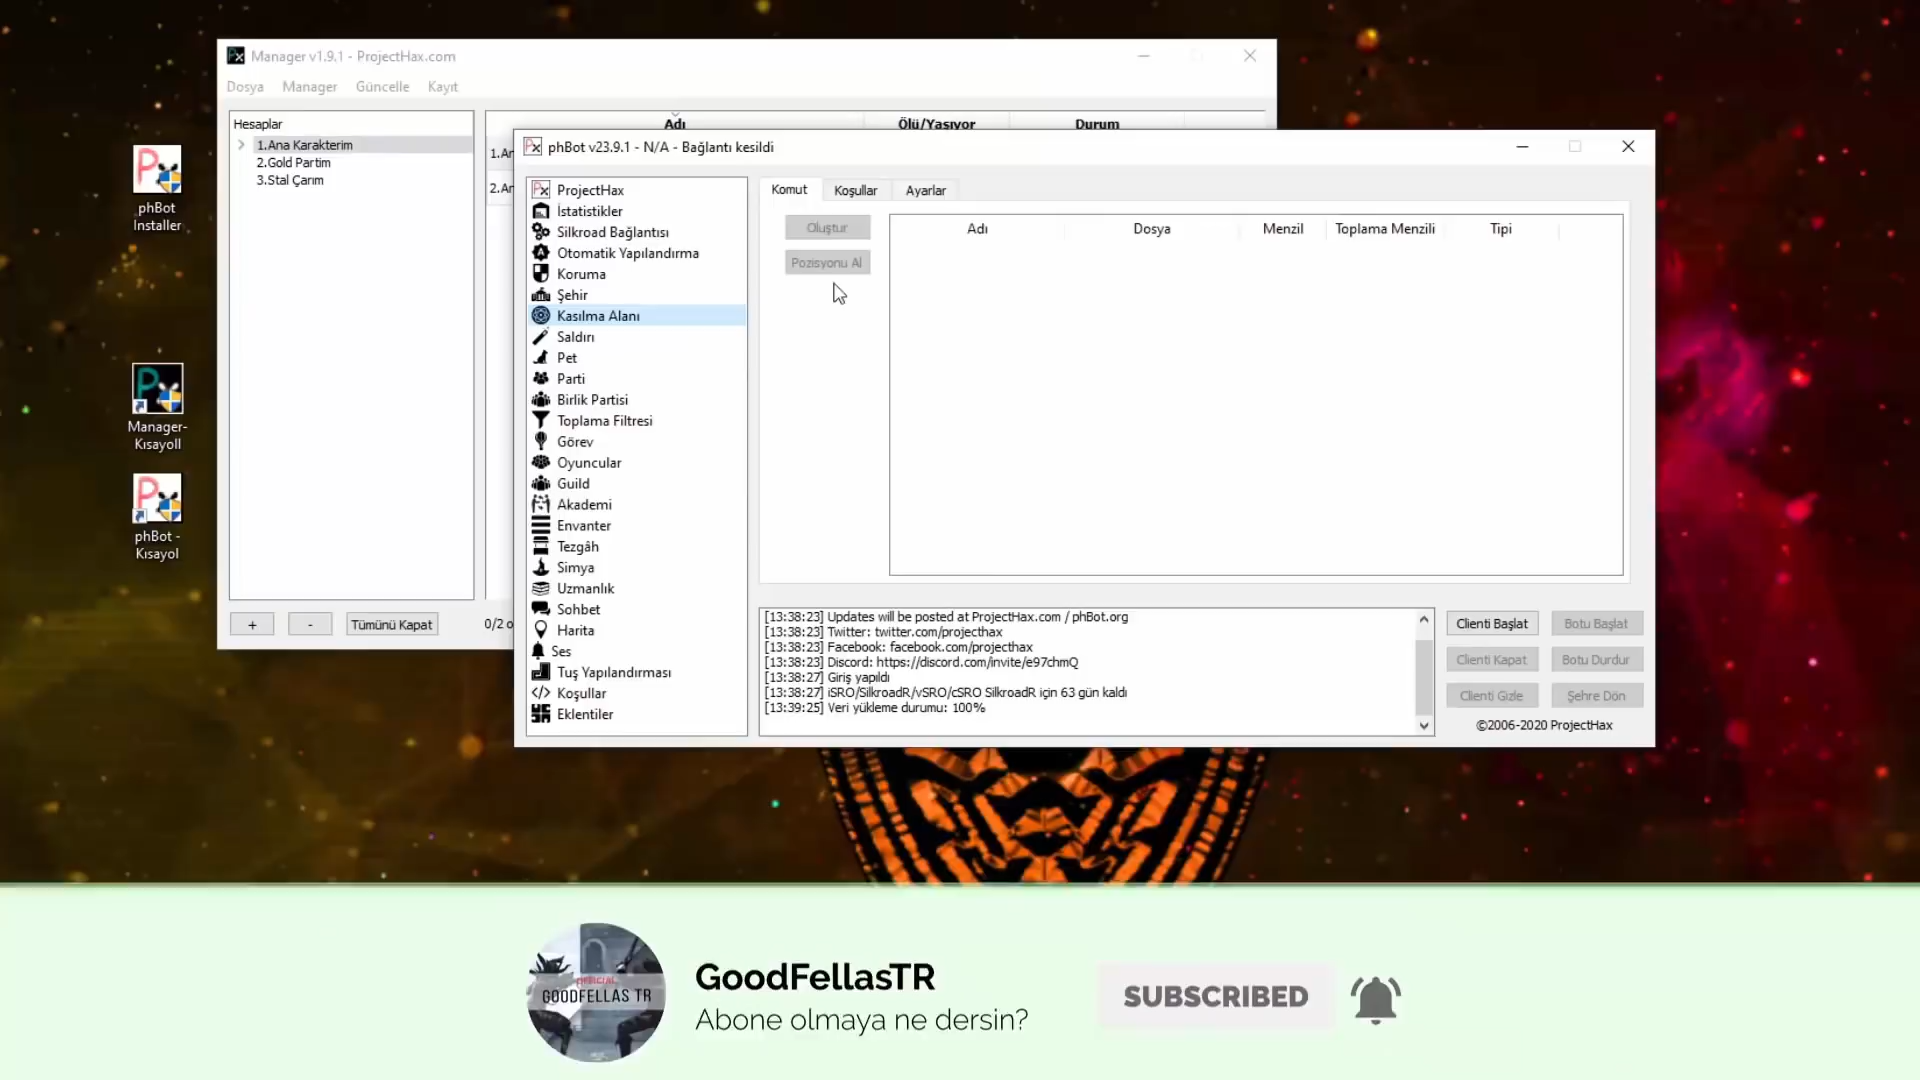 Manager v1.9.1 - ProjectHax.com
Dosya Manager Güncelle Kayıt
Hesaplar
1.Ana Karakterim
2.Gold Partim
3.Stal Çarım
Adı Ölü/Yaşıyor Durum
1.An
2.An
+ - Tümünü Kapat 0/2 o
phBot Installer
Manager-Kısayoll
phBot - Kısayol
phBot v23.9.1 - N/A - Bağlantı kesildi
ProjectHax
İstatistikler
Silkroad Bağlantısı
Otomatik Yapılandırma
Koruma
Şehir
Kasılma Alanı
Saldırı
Pet
Parti
Birlik Partisi
Toplama Filtresi
Görev
Oyuncular
Guild
Akademi
Envanter
Tezgâh
Simya
Uzmanlık
Sohbet
Harita
Ses
Tuş Yapılandırması
Koşullar
Eklentiler
Komut Koşullar Ayarlar
Oluştur
Pozisyonu Al
Adı Dosya Menzil Toplama Menzili Tipi
[13:38:23] Updates will be posted at ProjectHax.com / phBot.org
[13:38:23] Twitter: twitter.com/projecthax
[13:38:23] Facebook: facebook.com/projecthax
[13:38:23] Discord: https://discord.com/invite/e97chmQ
[13:38:27] Giriş yapıldı
[13:38:27] iSRO/SilkroadR/vSRO/cSRO SilkroadR için 63 gün kaldı
[13:39:25] Veri yükleme durumu: 100%
Clienti Başlat Botu Başlat
Clienti Kapat Botu Durdur
Clienti Gizle Şehre Dön
©2006-2020 ProjectHax
OFFICIAL
GOODFELLAS TR
GoodFellasTR
Abone olmaya ne dersin?
SUBSCRIBED